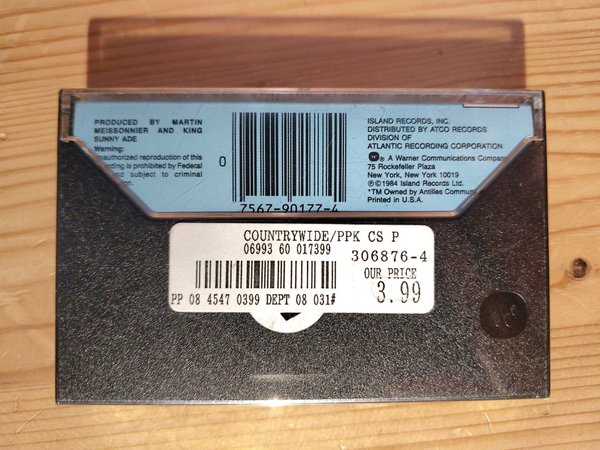 PRODUCED BY MARTIN
MEISSONNIER AND KING
SUNNY ADE
Warning:
Unauthorized reproduction of this
recording is prohibited by Federal
and subject to criminal
0
7567-90177-4
ISLAND RECORDS, INC.
DISTRIBUTED BY ATCO RECORDS
DIVISION OF
ATLANTIC RECORDING CORPORATION
® A Warner Communications Company
75 Rockefeller Plaza
New York, New York 10019
Ⓟ©1984 Island Records Ltd.
*TM Owned by Antilles
Printed in U.S.A.
COUNTRYWIDE/PPK CS P
06993 60 017399
306876-4
OUR PRICE
3.99
PP 08 4547 0399 DEPT 08 031#